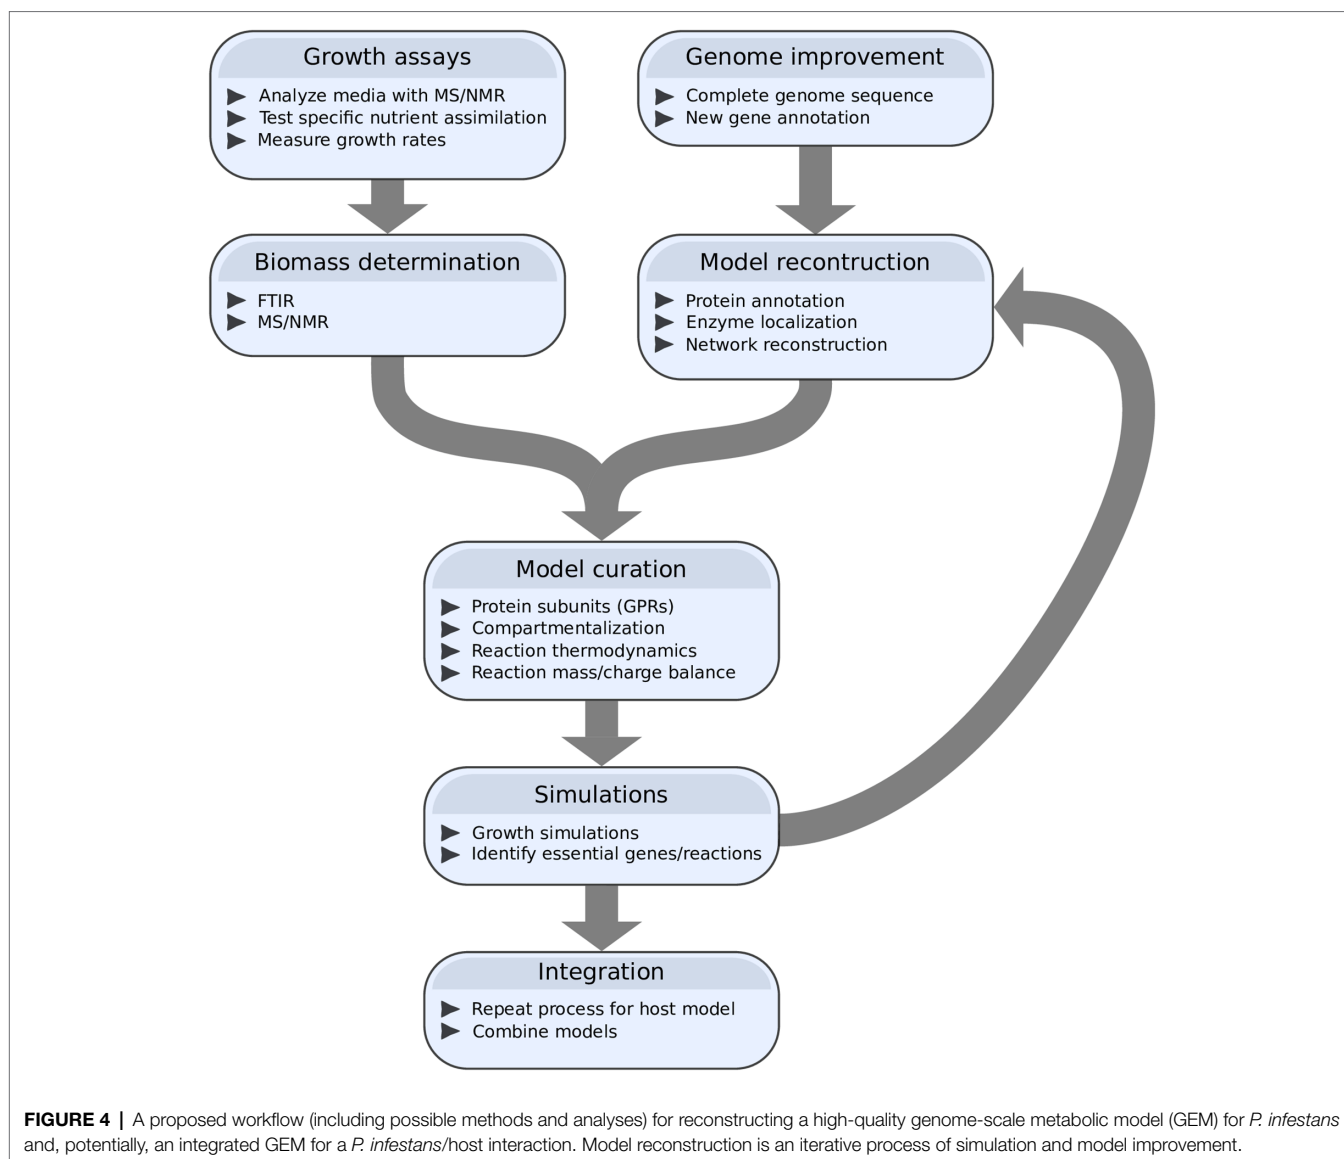 Growth assays
Analyze media with MS/NMR
Test specific nutrient assimilation
Measure growth rates
Genome improvement
Complete genome sequence
New gene annotation
Biomass determination
FTIR
MS/NMR
Model recontruction
Protein annotation
Enzyme localization
Network reconstruction
Model curation
Protein subunits (GPRs)
Compartmentalization
Reaction thermodynamics
Reaction mass/charge balance
Simulations
Growth simulations
Identify essential genes/reactions
Integration
Repeat process for host model
Combine models
FIGURE 4 | A proposed workflow (including possible methods and analyses) for reconstructing a high-quality genome-scale metabolic model (GEM) for P. infestans
and, potentially, an integrated GEM for a P. infestans/host interaction. Model reconstruction is an iterative process of simulation and model improvement.